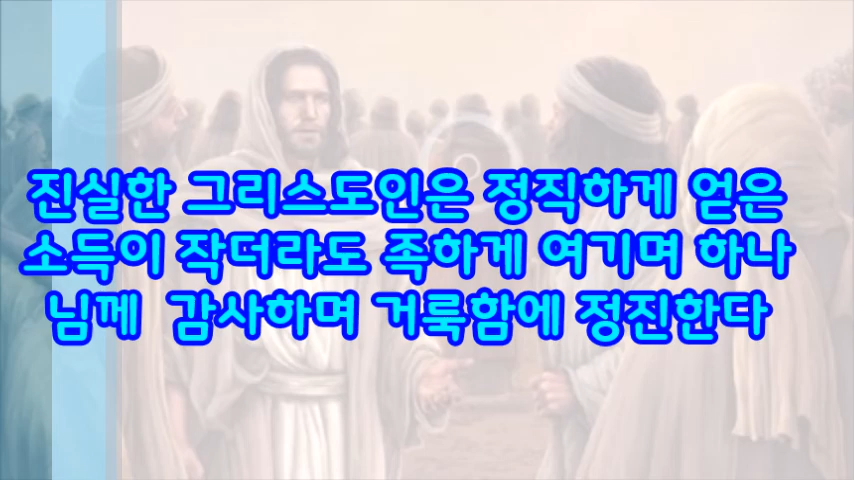 진실한 그리스도인은 정직하게 얻은
소득이 작더라도 족하게 여기며 하나
님께  감사하며 거룩함에 정진한다